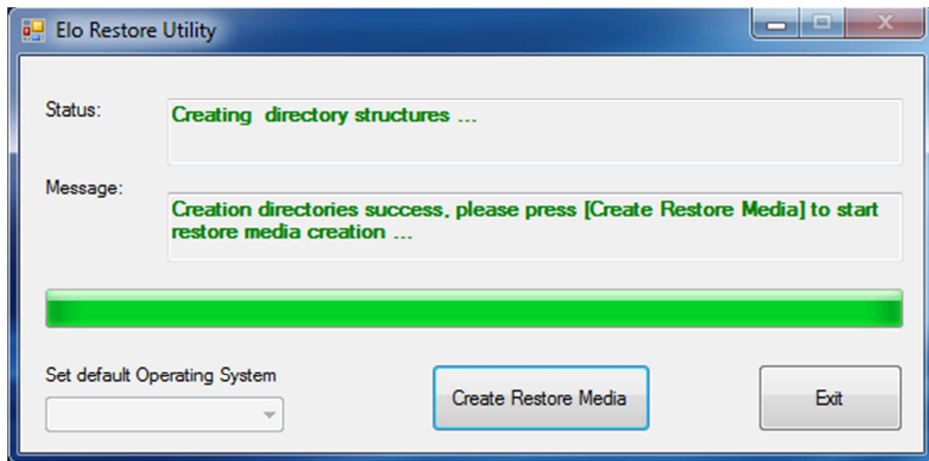 Elo Restore Utility
Status:
Creating  directory structures ...
Message:
Creation directories success, please press [Create Restore Media] to start
restore media creation ...
Set default Operating System
Create Restore Media
Exit